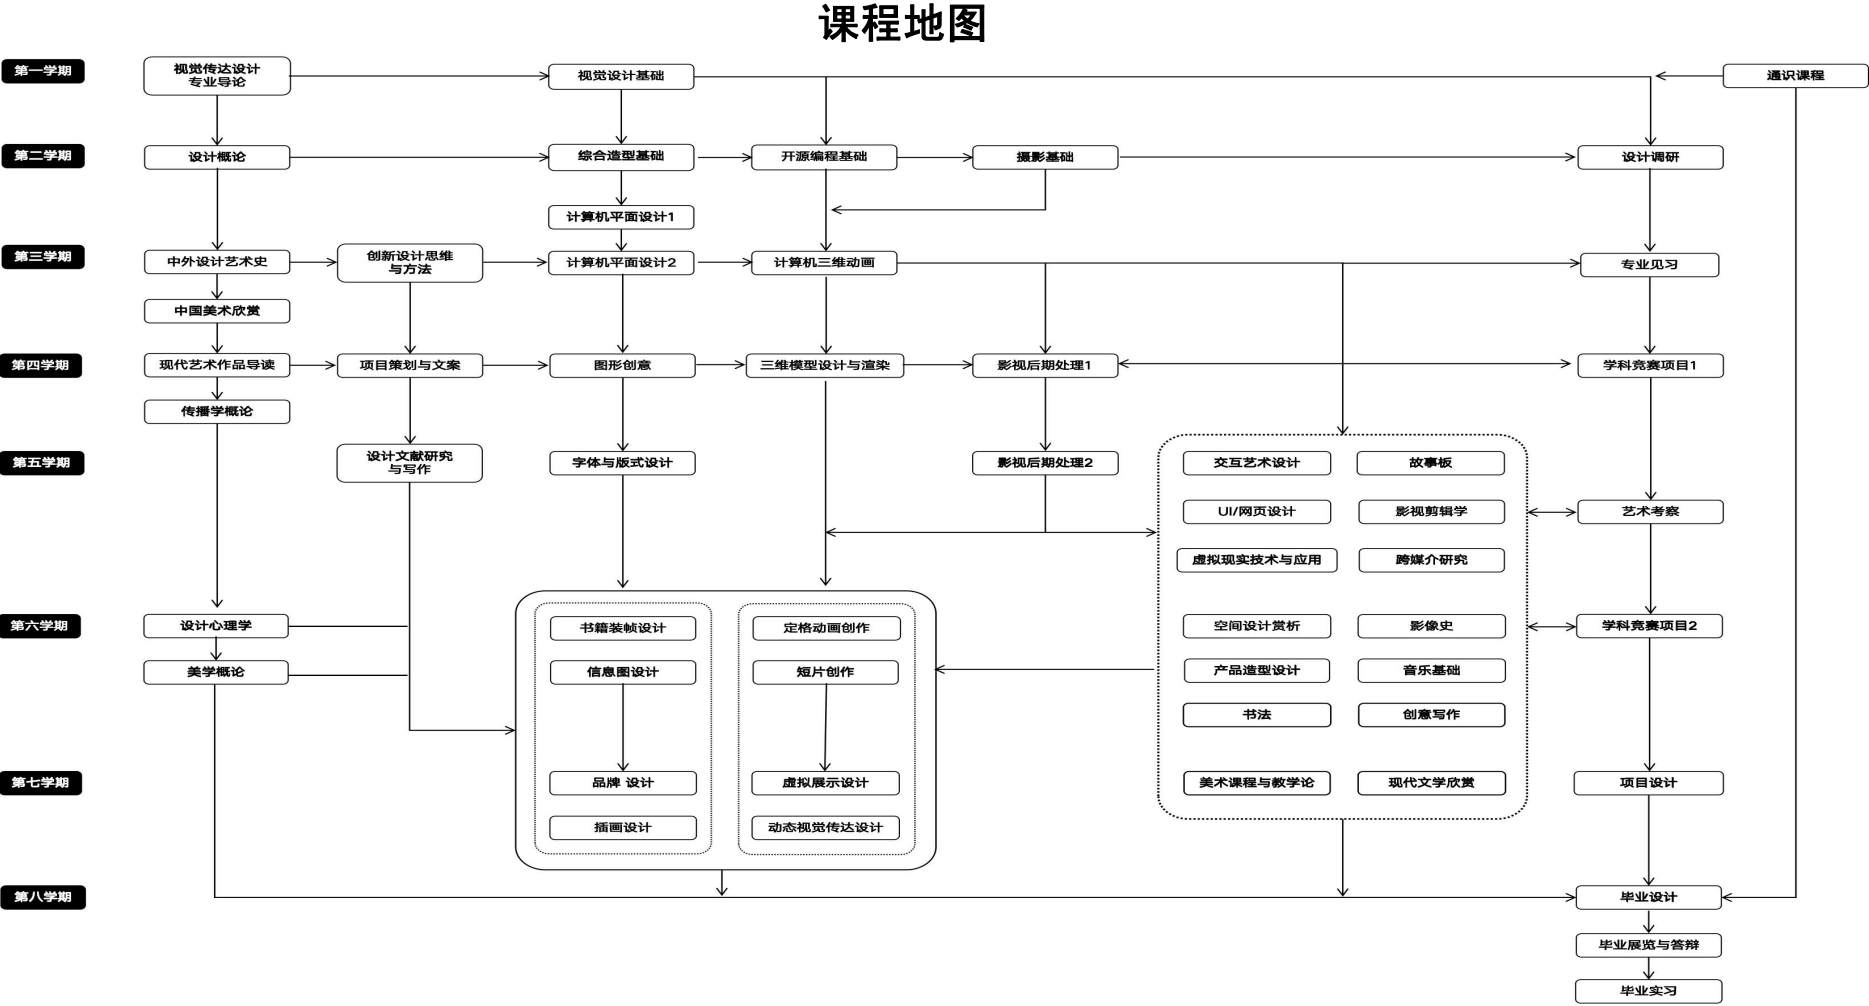 课程地图
第一学期
视觉传达设计
专业导论
视觉设计基础
通识课程
第二学期
设计概论
综合造型基础
开源编程基础
摄影基础
设计调研
计算机平面设计1
第三学期
中外设计艺术史
创新设计思维
与方法
计算机平面设计2
计算机三维动画
专业见习
中国美术欣赏
第四学期
现代艺术作品导读
项目策划与文案
图形创意
三维模型设计与渲染
影视后期处理1
学科竞赛项目1
传播学概论
第五学期
设计文献研究
与写作
字体与版式设计
影视后期处理2
交互艺术设计
故事板
UI/网页设计
影视剪辑学
艺术考察
虚拟现实技术与应用
跨媒介研究
第六学期
设计心理学
书籍装帧设计
定格动画创作
空间设计赏析
影像史
学科竞赛项目2
美学概论
信息图设计
短片创作
产品造型设计
音乐基础
书法
创意写作
第七学期
品牌 设计
虚拟展示设计
美术课程与教学论
现代文学欣赏
项目设计
插画设计
动态视觉传达设计
第八学期
毕业设计
毕业展览与答辩
毕业实习